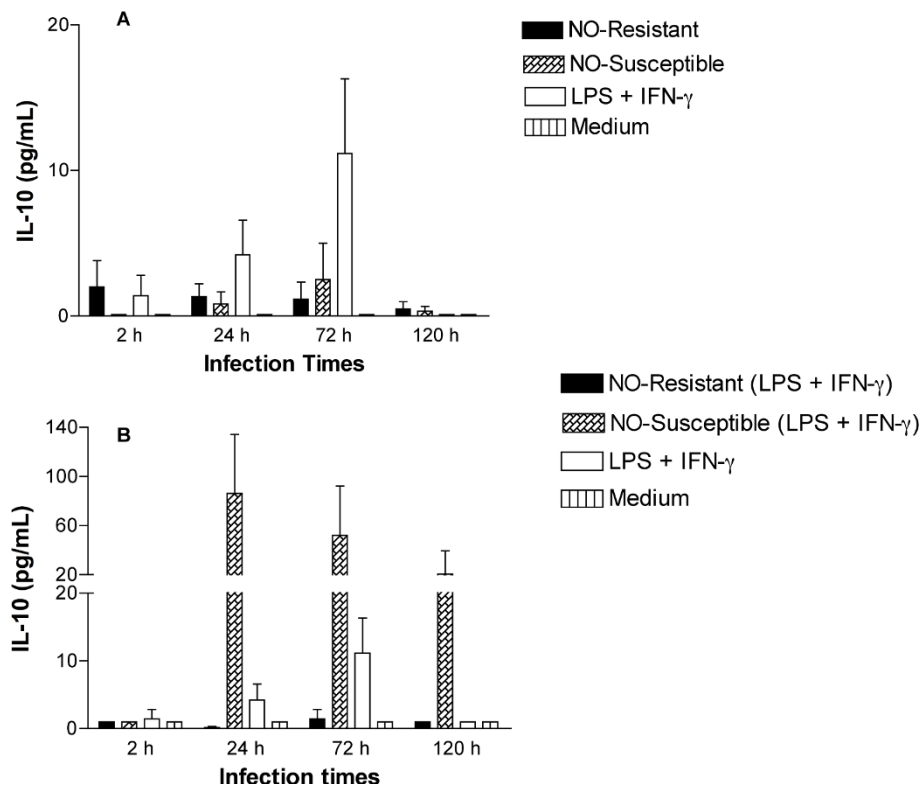 A
20
10
0
IL-10 (pg/mL)
2 h 24 h 72 h 120 h
Infection Times
NO-Resistant
NO-Susceptible
LPS + IFN-γ
Medium
B
140
100
60
20
20
10
0
IL-10 (pg/mL)
2 h 24 h 72 h 120 h
Infection times
NO-Resistant (LPS + IFN-γ)
NO-Susceptible (LPS + IFN-γ)
LPS + IFN-γ
Medium